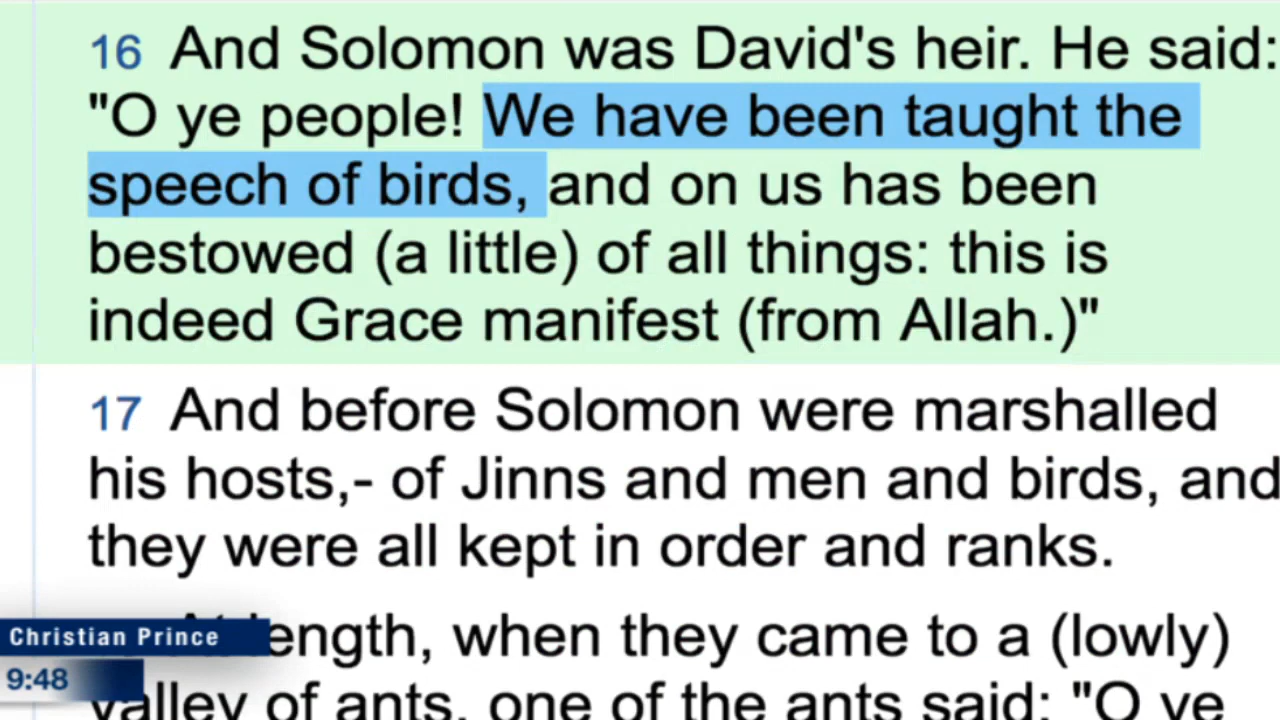 16 And Solomon was David's heir. He said:
"O ye people! We have been taught the
speech of birds, and on us has been
bestowed (a little) of all things: this is
indeed Grace manifest (from Allah.)"
17 And before Solomon were marshalled
his hosts,- of Jinns and men and birds, and
they were all kept in order and ranks.
At length, when they came to a (lowly)
valley of ants, one of the ants said: "O ye
Christian Prince
9:48